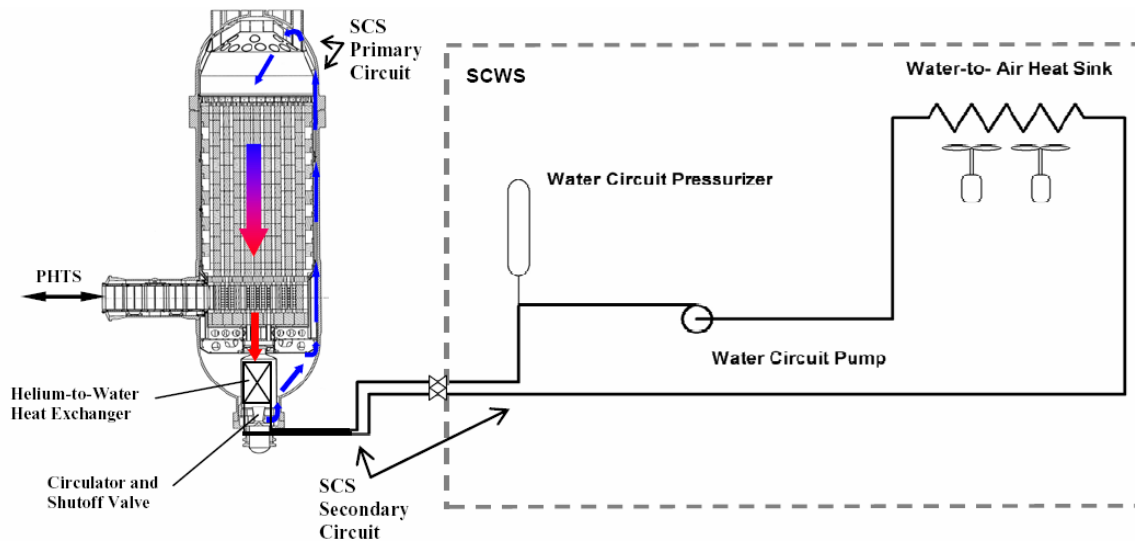 SCS
Primary
Circuit
SCWS
Water-to- Air Heat Sink
Water Circuit Pressurizer
PHTS
Water Circuit Pump
Helium-to-Water
Heat Exchanger
Circulator and
Shutoff Valve
SCS
Secondary
Circuit